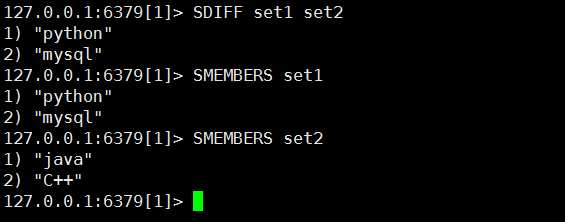 127.0.0.1:6379[1]> SDIFF set1 set2
1) "python"
2) "mysql"
127.0.0.1:6379[1]> SMEMBERS set1
1) "python"
2) "mysql"
127.0.0.1:6379[1]> SMEMBERS set2
1) "java"
2) "C++"
127.0.0.1:6379[1]>